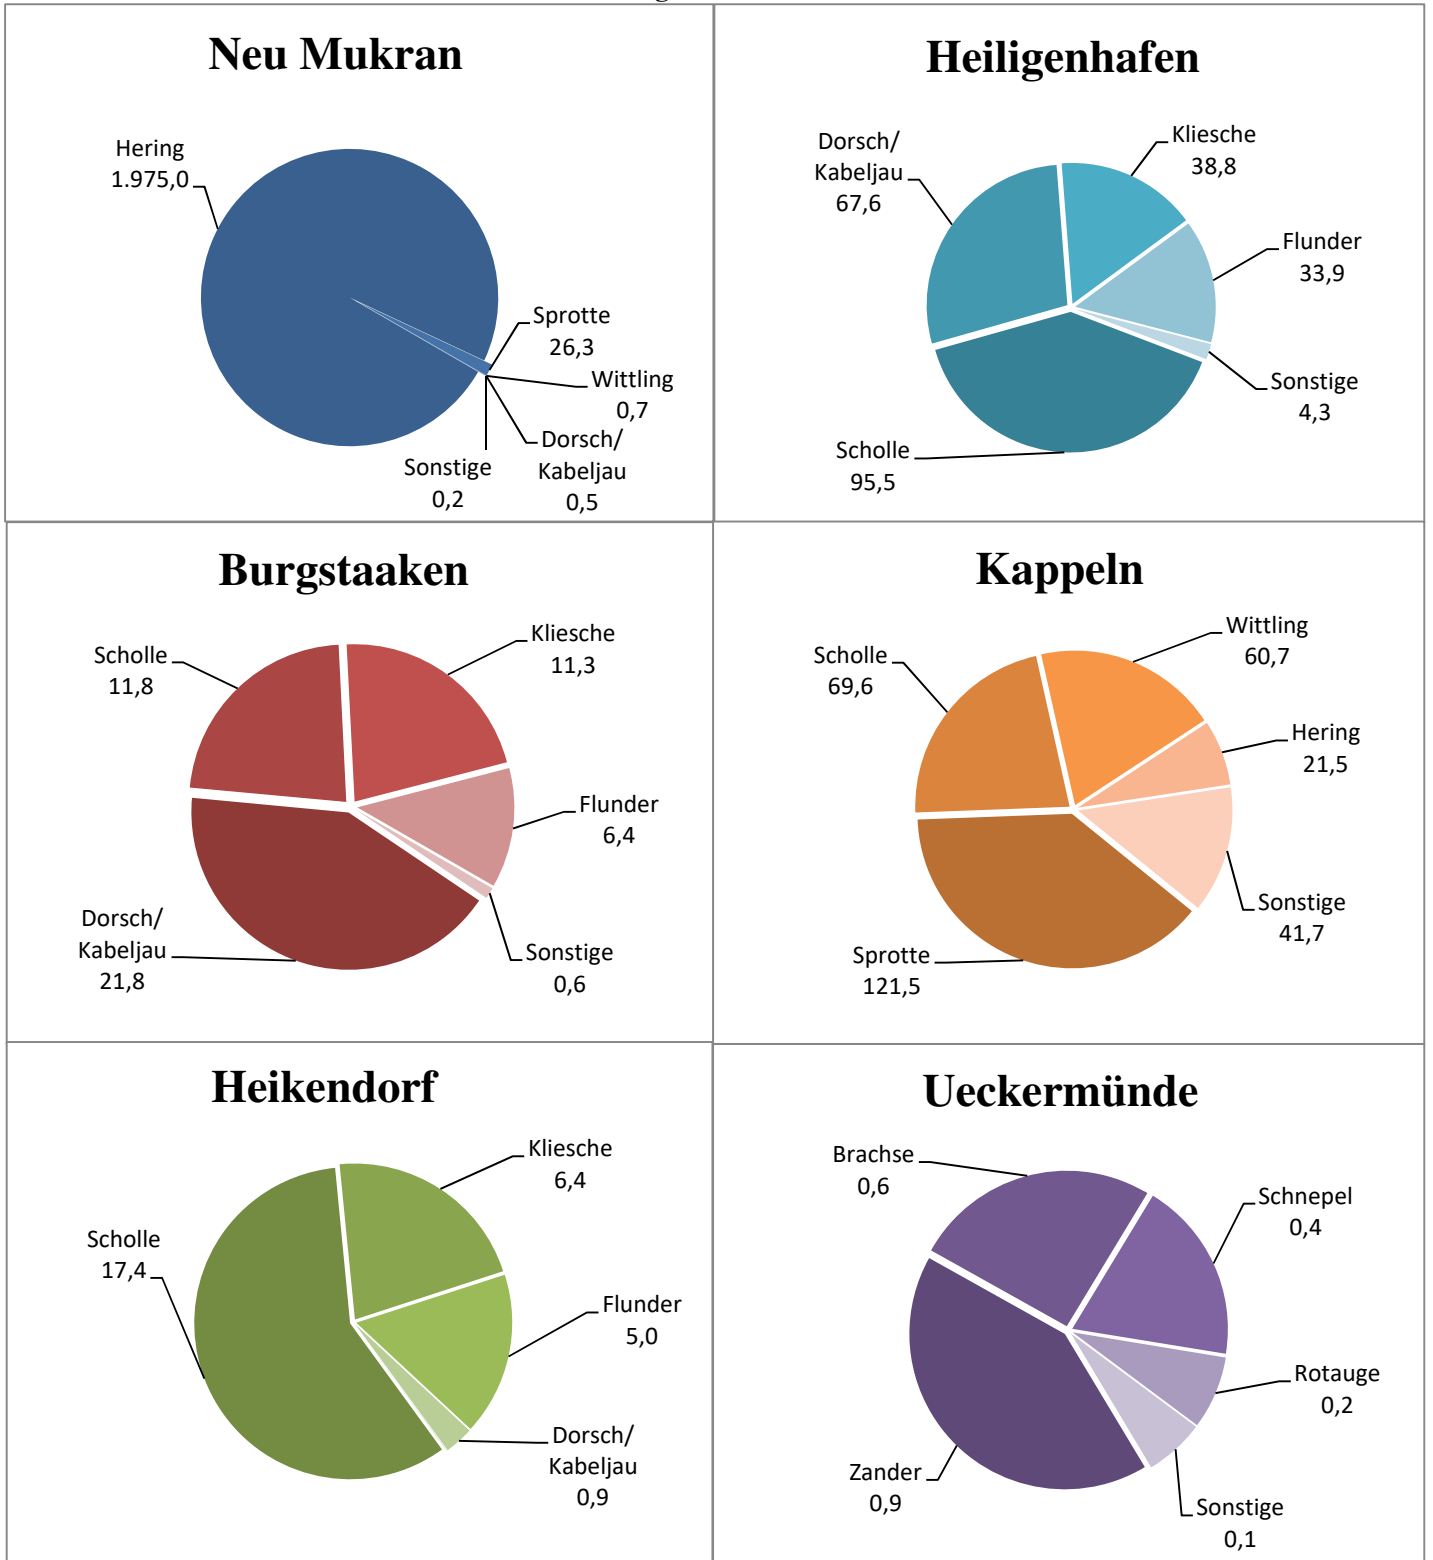 Neu Mukran
Hering
1.975,0
Sprotte
26,3
Wittling
0,7
Dorsch/
Kabeljau
0,5
Sonstige
0,2
Heiligenhafen
Dorsch/
Kabeljau
67,6
Kliesche
38,8
Flunder
33,9
Sonstige
4,3
Scholle
95,5
Burgstaaken
Scholle
11,8
Kliesche
11,3
Flunder
6,4
Sonstige
0,6
Dorsch/
Kabeljau
21,8
Kappeln
Scholle
69,6
Wittling
60,7
Hering
21,5
Sonstige
41,7
Sprotte
121,5
Heikendorf
Scholle
17,4
Kliesche
6,4
Flunder
5,0
Dorsch/
Kabeljau
0,9
Ueckermünde
Brachse
0,6
Schnepel
0,4
Rotauge
0,2
Sonstige
0,1
Zander
0,9